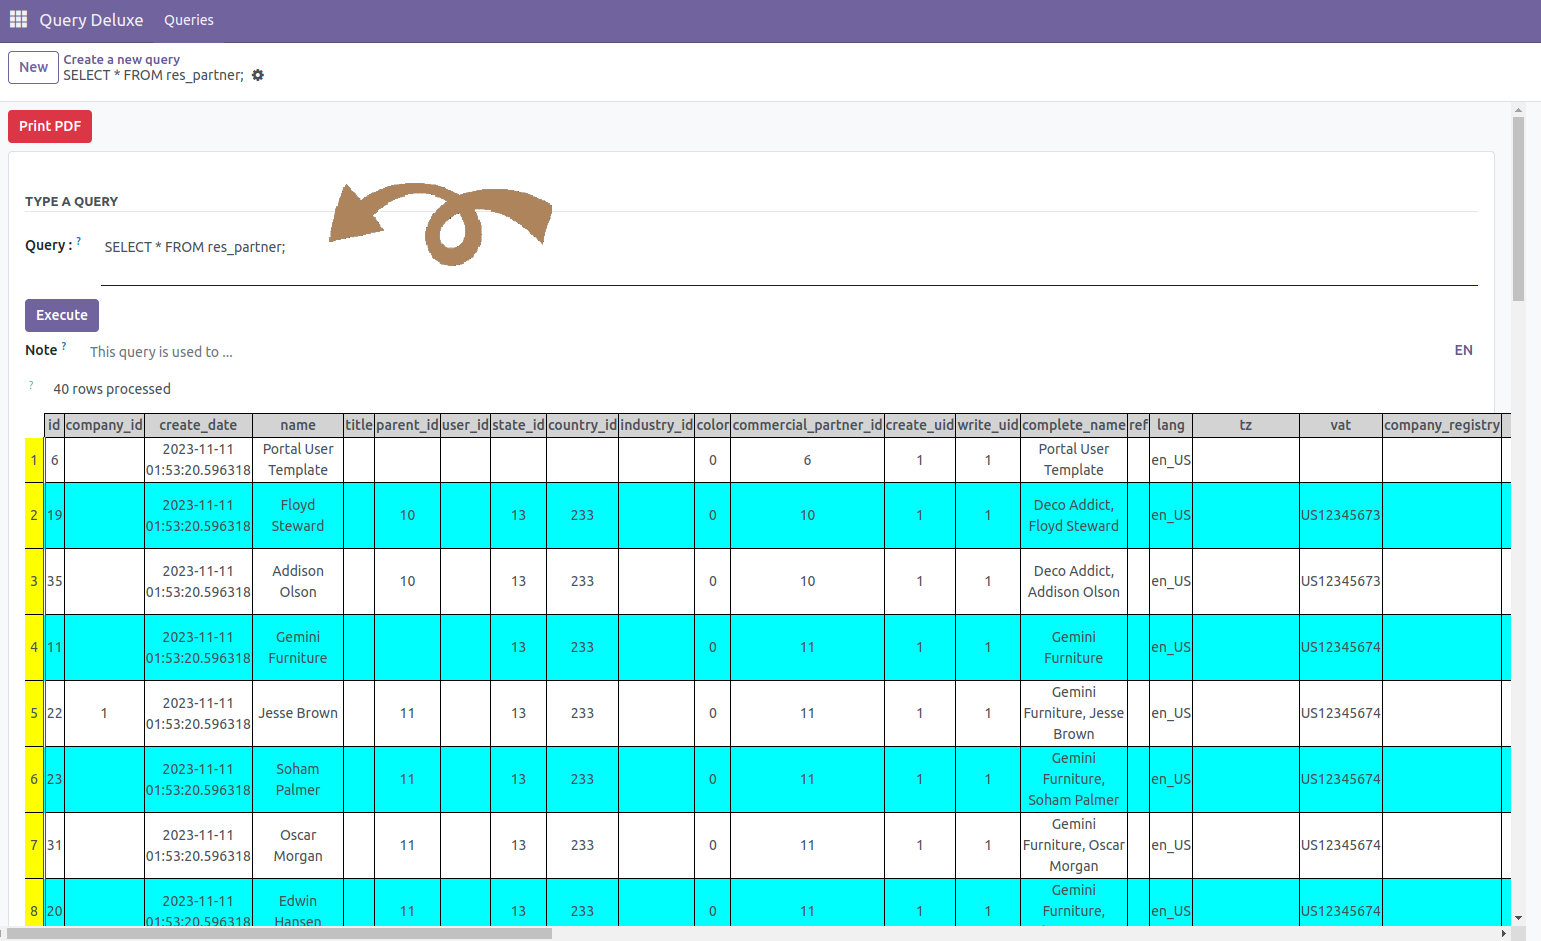 Query Deluxe Queries
New Create a new query
SELECT * FROM res_partner;
Print PDF
TYPE A QUERY
Query : ? SELECT * FROM res_partner;
Execute
Note ? This query is used to ... EN
? 40 rows processed
id company_id create_date name title parent_id user_id state_id country_id industry_id color commercial_partner_id create_uid write_uid complete_name ref lang tz vat company_registry
1 6 2023-11-11 01:53:20.596318 Portal User Template 0 6 1 1 Portal User Template en_US
2 19 2023-11-11 01:53:20.596318 Floyd Steward 10 13 233 0 10 1 1 Deco Addict, Floyd Steward en_US US12345673
3 35 2023-11-11 01:53:20.596318 Addison Olson 10 13 233 0 10 1 1 Deco Addict, Addison Olson en_US US12345673
4 11 2023-11-11 01:53:20.596318 Gemini Furniture 13 233 0 11 1 1 Gemini Furniture en_US US12345674
5 22 1 2023-11-11 01:53:20.596318 Jesse Brown 11 13 233 0 11 1 1 Gemini Furniture, Jesse Brown en_US US12345674
6 23 2023-11-11 01:53:20.596318 Soham Palmer 11 13 233 0 11 1 1 Gemini Furniture, Soham Palmer en_US US12345674
7 31 2023-11-11 01:53:20.596318 Oscar Morgan 11 13 233 0 11 1 1 Gemini Furniture, Oscar Morgan en_US US12345674
8 20 2023-11-11 01:53:20.596318 Edwin Hansen 11 13 233 0 11 1 1 Gemini Furniture, en_US US12345674